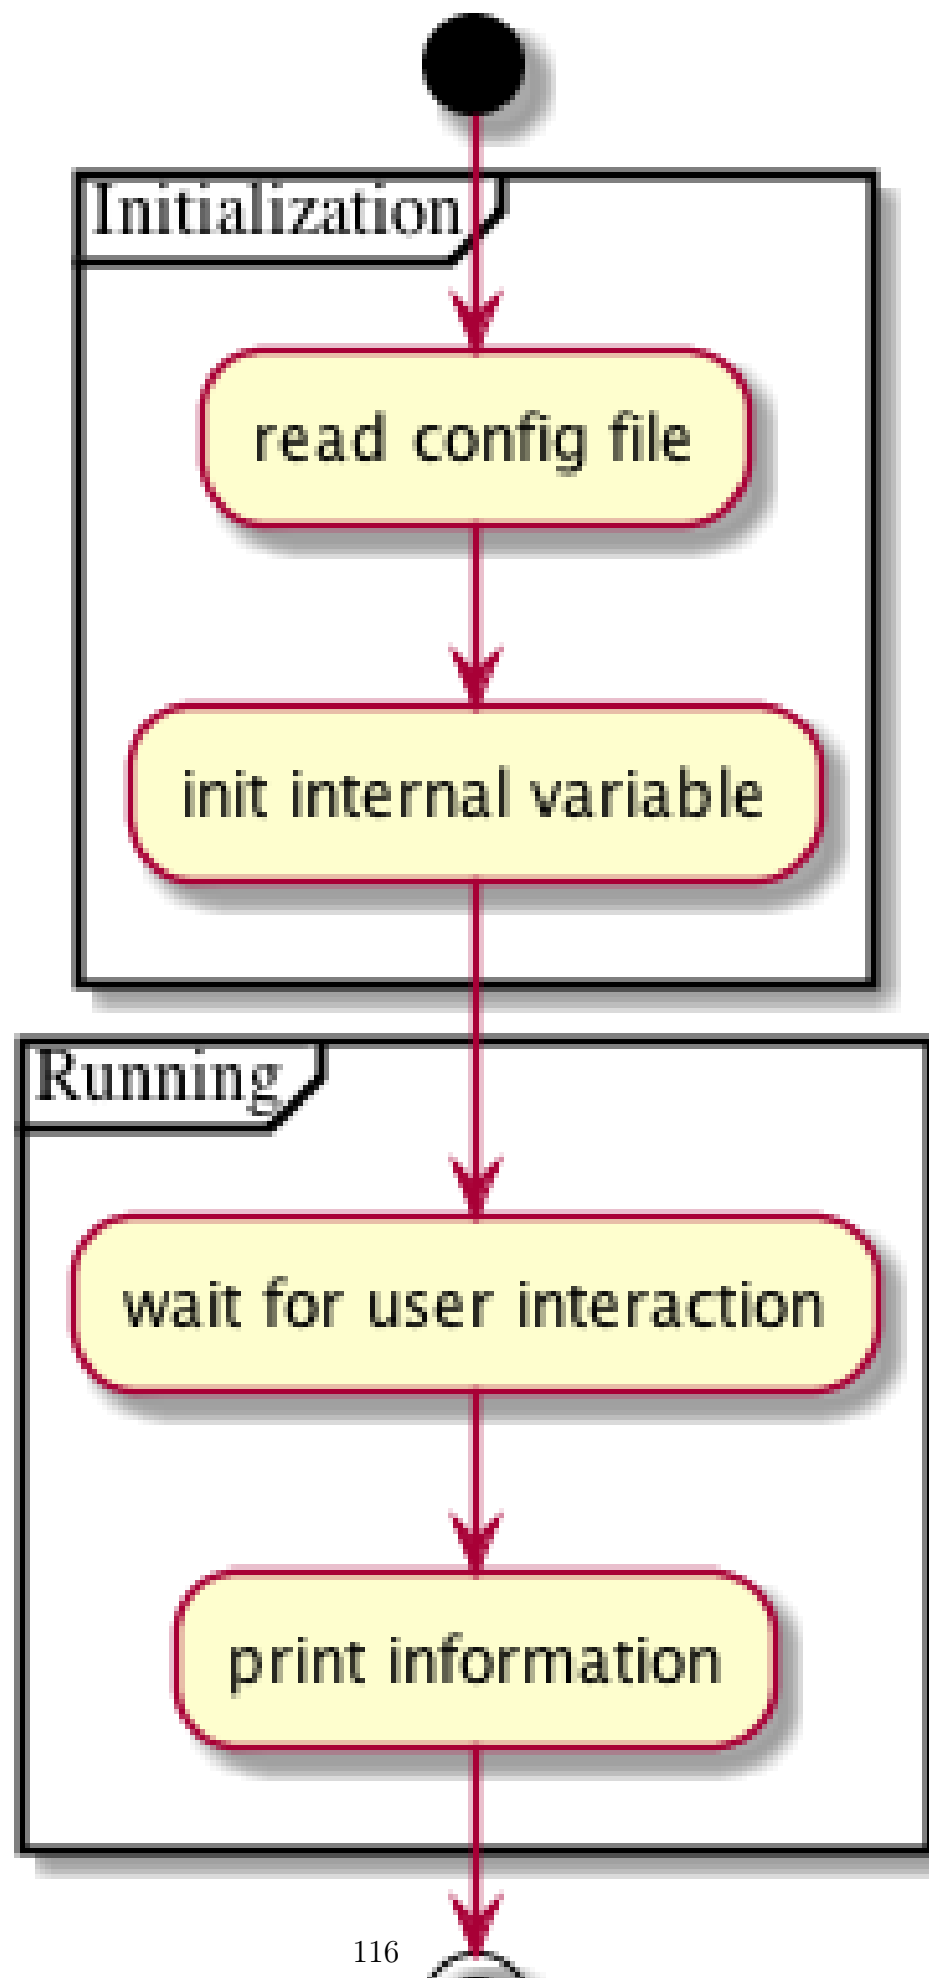 Initialization
read config file
init internal variable
Running
wait for user interaction
print information
116